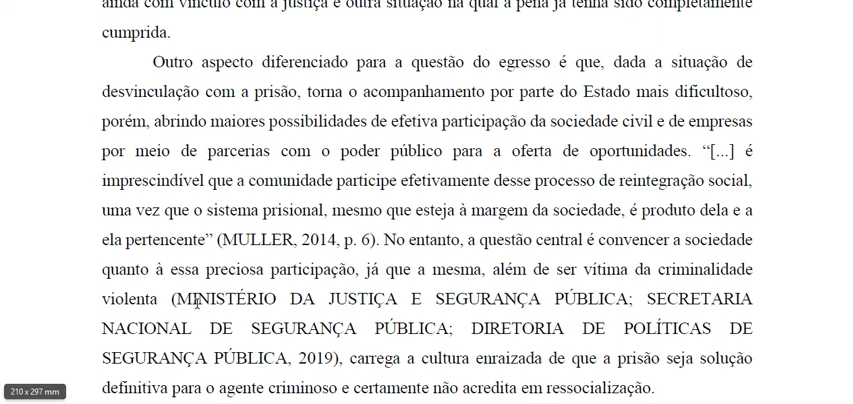 ainda com vínculo com a justiça e outra situação na qual a pena já tenha sido completamente
cumprida.
Outro aspecto diferenciado para a questão do egresso é que, dada a situação de
desvinculação com a prisão, torna o acompanhamento por parte do Estado mais dificultoso,
porém, abrindo maiores possibilidades de efetiva participação da sociedade civil e de empresas
por meio de parcerias com o poder público para a oferta de oportunidades. “[...] é
imprescindível que a comunidade participe efetivamente desse processo de reintegração social,
uma vez que o sistema prisional, mesmo que esteja à margem da sociedade, é produto dela e a
ela pertencente” (MULLER, 2014, p. 6). No entanto, a questão central é convencer a sociedade
quanto à essa preciosa participação, já que a mesma, além de ser vítima da criminalidade
violenta (MINISTÉRIO DA JUSTIÇA E SEGURANÇA PÚBLICA; SECRETARIA
NACIONAL DE SEGURANÇA PÚBLICA; DIRETORIA DE POLÍTICAS DE
SEGURANÇA PÚBLICA, 2019), carrega a cultura enraizada de que a prisão seja solução
definitiva para o agente criminoso e certamente não acredita em ressocialização.
210 x 297 mm